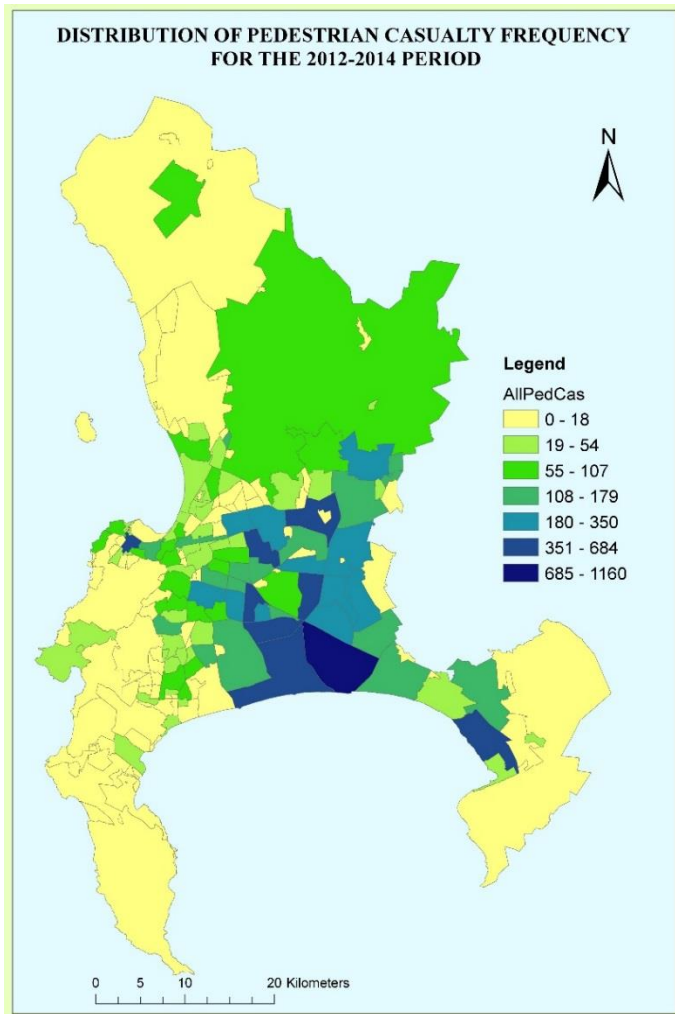 DISTRIBUTION OF PEDESTRIAN CASUALTY FREQUENCY
FOR THE 2012-2014 PERIOD
N
Legend
AllPedCas
0 - 18
19 - 54
55 - 107
108 - 179
180 - 350
351 - 684
685 - 1160
0 5 10 20 Kilometers